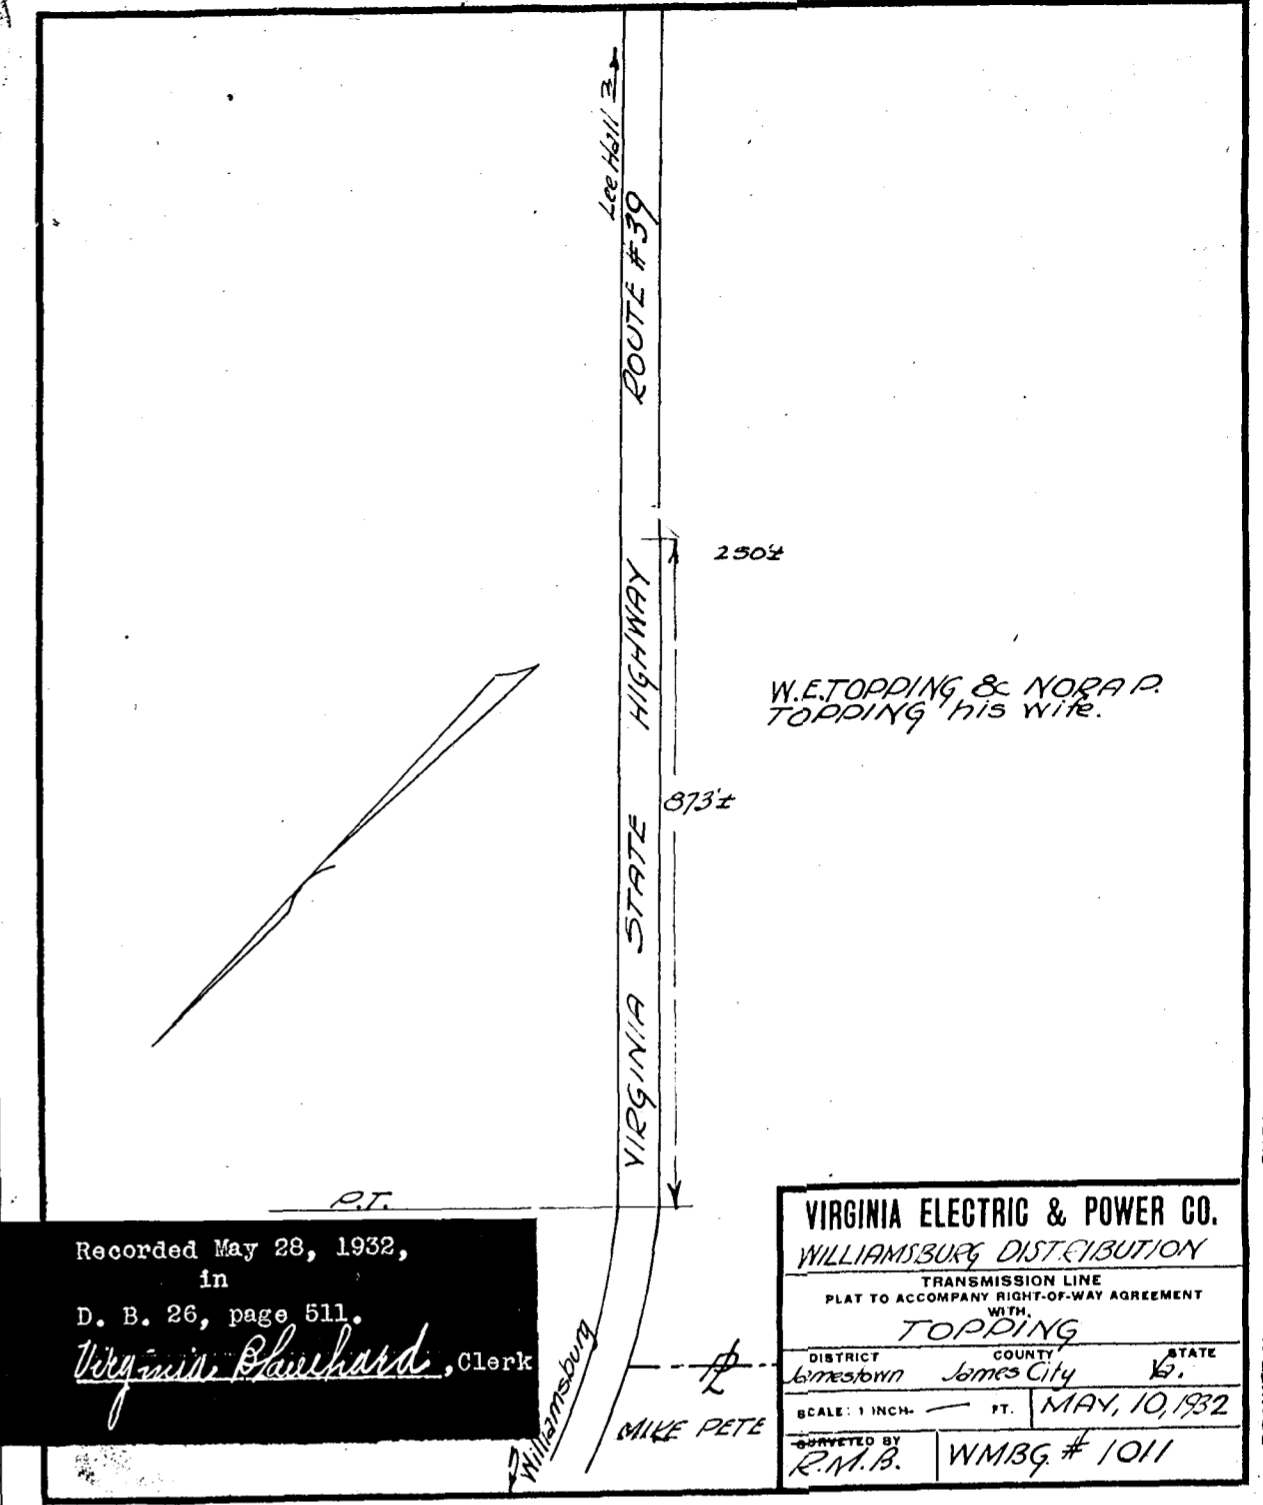 Lee Hall
ROUTE #39
VIRGINIA STATE HIGHWAY
250'±
W.E. TOPPING & NORA P.
TOPPING his wife.
873'±
P.T.
Recorded May 28, 1932,
in
D. B. 26, page 511.
Virginia Blanchard, Clerk
Williamsburg
PL
MIKE PETE
VIRGINIA ELECTRIC & POWER CO.
WILLIAMSBURG DISTRIBUTION
TRANSMISSION LINE
PLAT TO ACCOMPANY RIGHT-OF-WAY AGREEMENT
WITH
TOPPING
DISTRICT COUNTY STATE
Jamestown James City Va.
SCALE: 1 INCH- — FT. MAY, 10, 1932
SURVEYED BY
R.M.B. WMBG # 1011